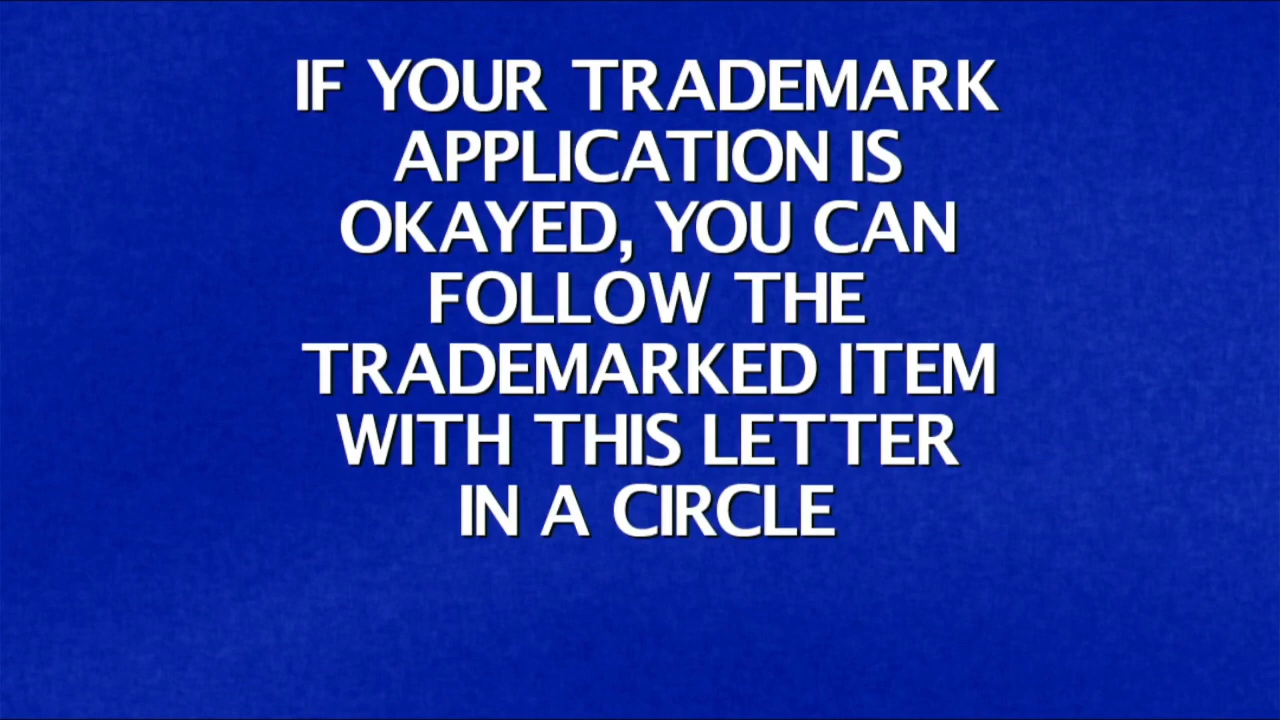 IF YOUR TRADEMARK
APPLICATION IS
OKAYED, YOU CAN
FOLLOW THE
TRADEMARKED ITEM
WITH THIS LETTER
IN A CIRCLE